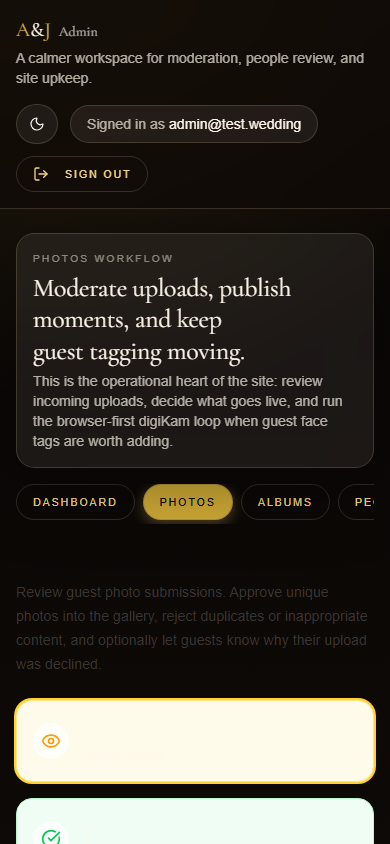 A&J Admin
A calmer workspace for moderation, people review, and
site upkeep.
Signed in as admin@test.wedding
SIGN OUT
PHOTOS WORKFLOW
Moderate uploads, publish
moments, and keep
guest tagging moving.
This is the operational heart of the site: review
incoming uploads, decide what goes live, and run
the browser-first digiKam loop when guest face
tags are worth adding.
DASHBOARD PHOTOS ALBUMS
Review guest photo submissions. Approve unique
photos into the gallery, reject duplicates or inappropriate
content, and optionally let guests know why their upload
was declined.